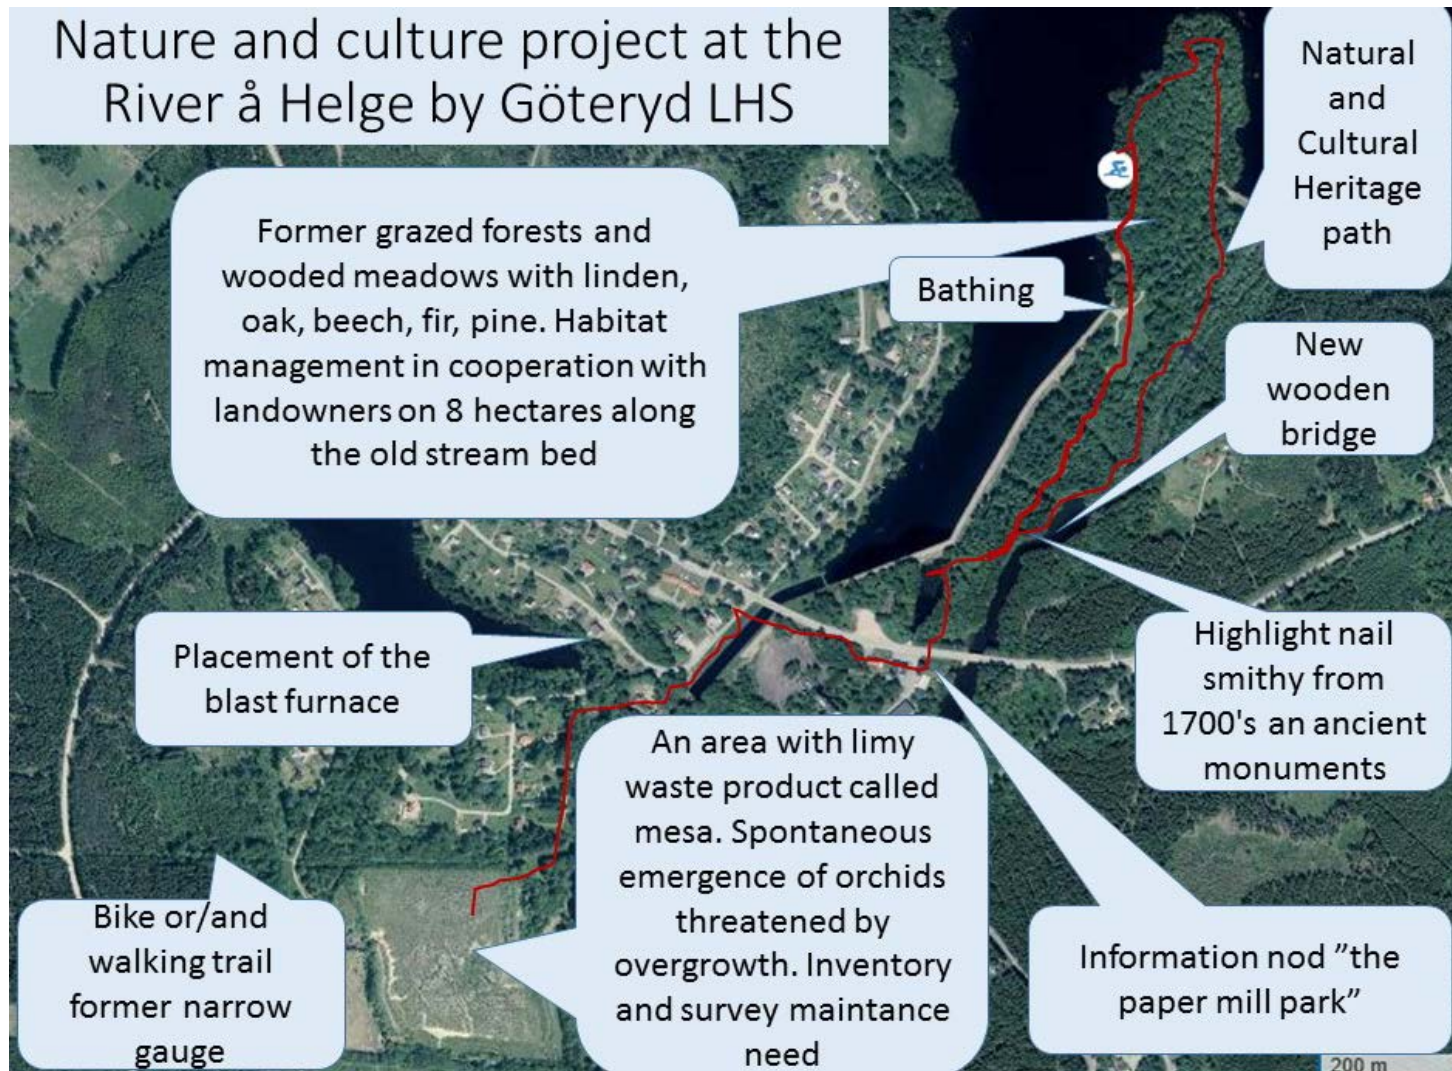 Nature and culture project at the
River å Helge by Göteryd LHS
Natural
and
Cultural
Heritage
path
Former grazed forests and
wooded meadows with linden,
oak, beech, fir, pine. Habitat
management in cooperation with
landowners on 8 hectares along
the old stream bed
Bathing
New
wooden
bridge
Placement of the
blast furnace
Highlight nail
smithy from
1700's an ancient
monuments
An area with limy
waste product called
mesa. Spontaneous
emergence of orchids
threatened by
overgrowth. Inventory
and survey maintance
need
Bike or/and
walking trail
former narrow
gauge
Information nod ”the
paper mill park”
200 m